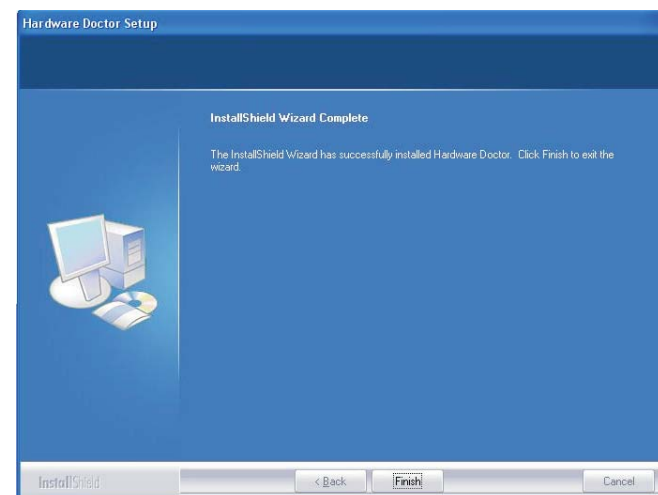 Hardware Doctor Setup
InstallShield Wizard Complete
The InstallShield Wizard has successfully installed Hardware Doctor. Click Finish to exit the
wizard.
InstallShield
< Back Finish Cancel